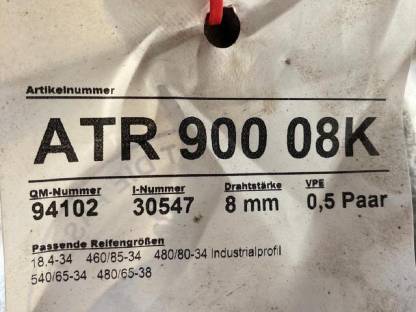 Artikelnummer
ATR 900 08K
QM-Nummer I-Nummer Drahtstärke VPE
94102 30547 8 mm 0,5 Paar
Passende Reifengrößen
18.4-34 460/85-34 480/80-34 Industrialprofil
540/65-34 480/65-38